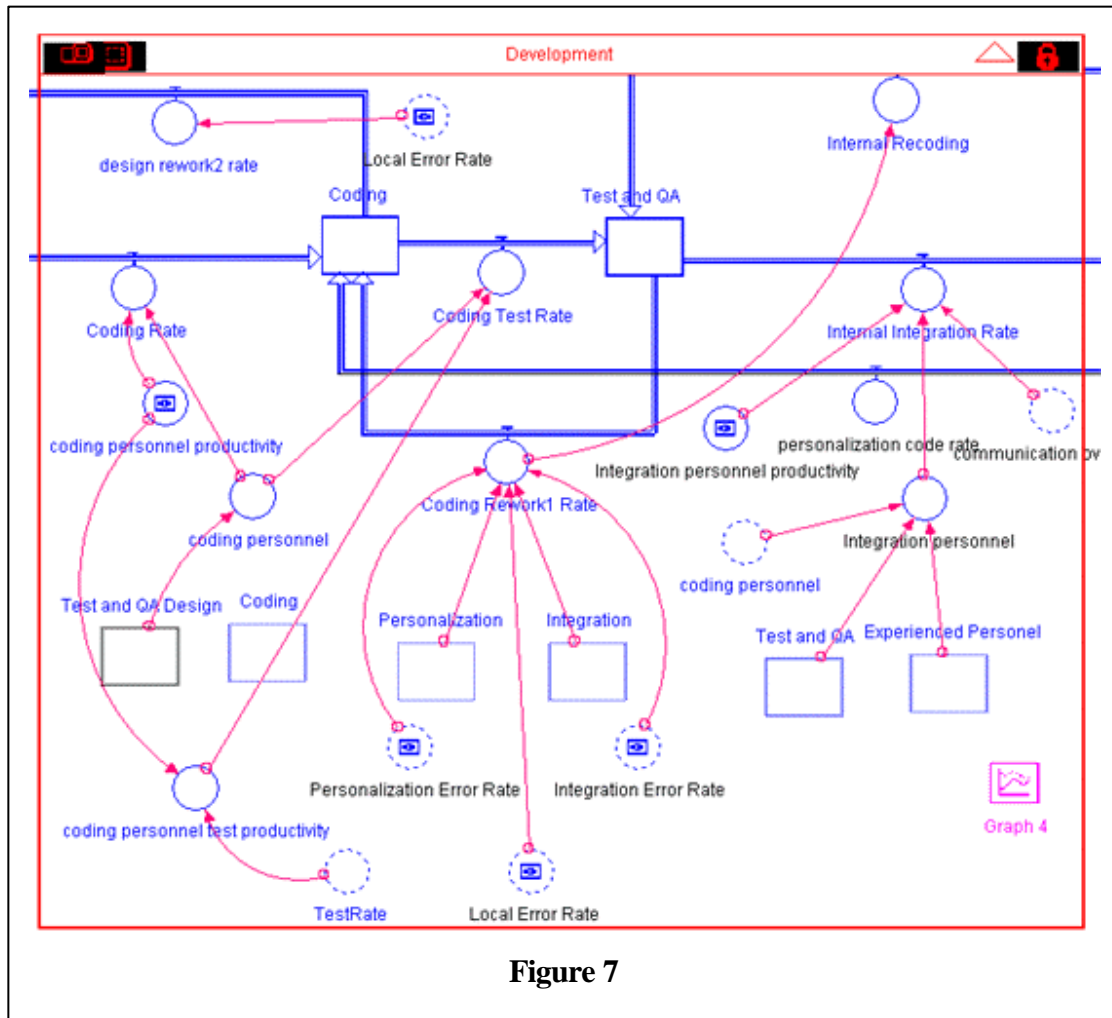 Development
design rework2 rate
Local Error Rate
Internal Recoding
Coding
Test and QA
Coding Rate
Coding Test Rate
Internal Integration Rate
coding personnel productivity
Integration personnel productivity
personalization code rate
communication ov
coding personnel
Coding Rework1 Rate
Integration personnel
coding personnel
Test and QA Design
Coding
Personalization
Integration
Test and QA
Experienced Personel
Personalization Error Rate
Integration Error Rate
coding personnel test productivity
Graph 4
TestRate
Local Error Rate
Figure 7